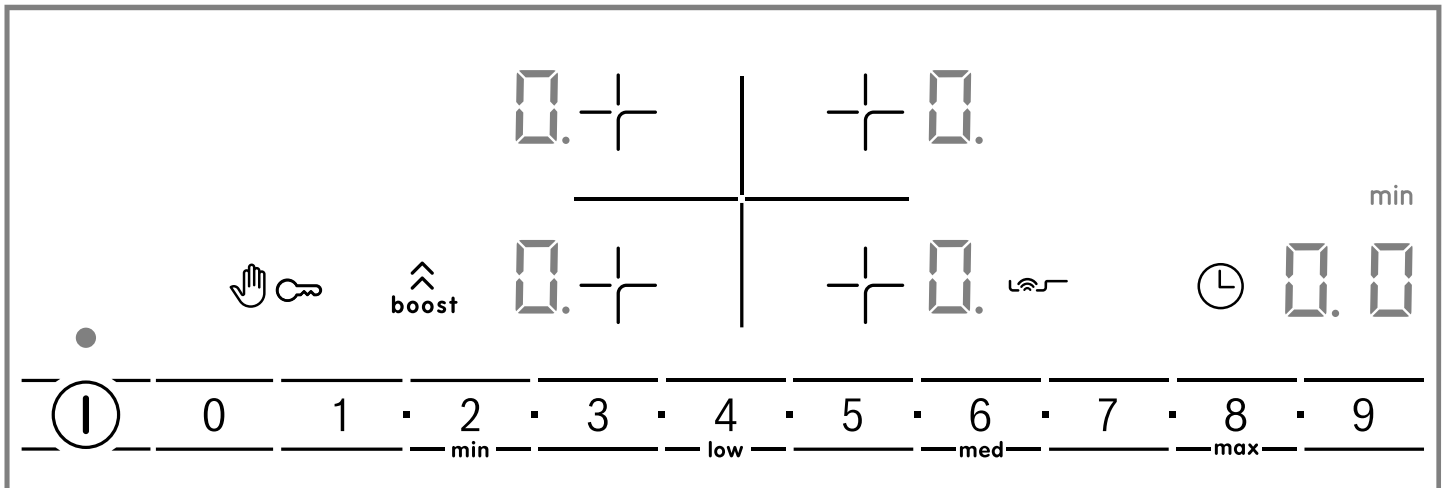 0. 0.
min
boost 0. 0. 0. 0
0 1 · 2 · 3 · 4 · 5 · 6 · 7 · 8 · 9
min low med max